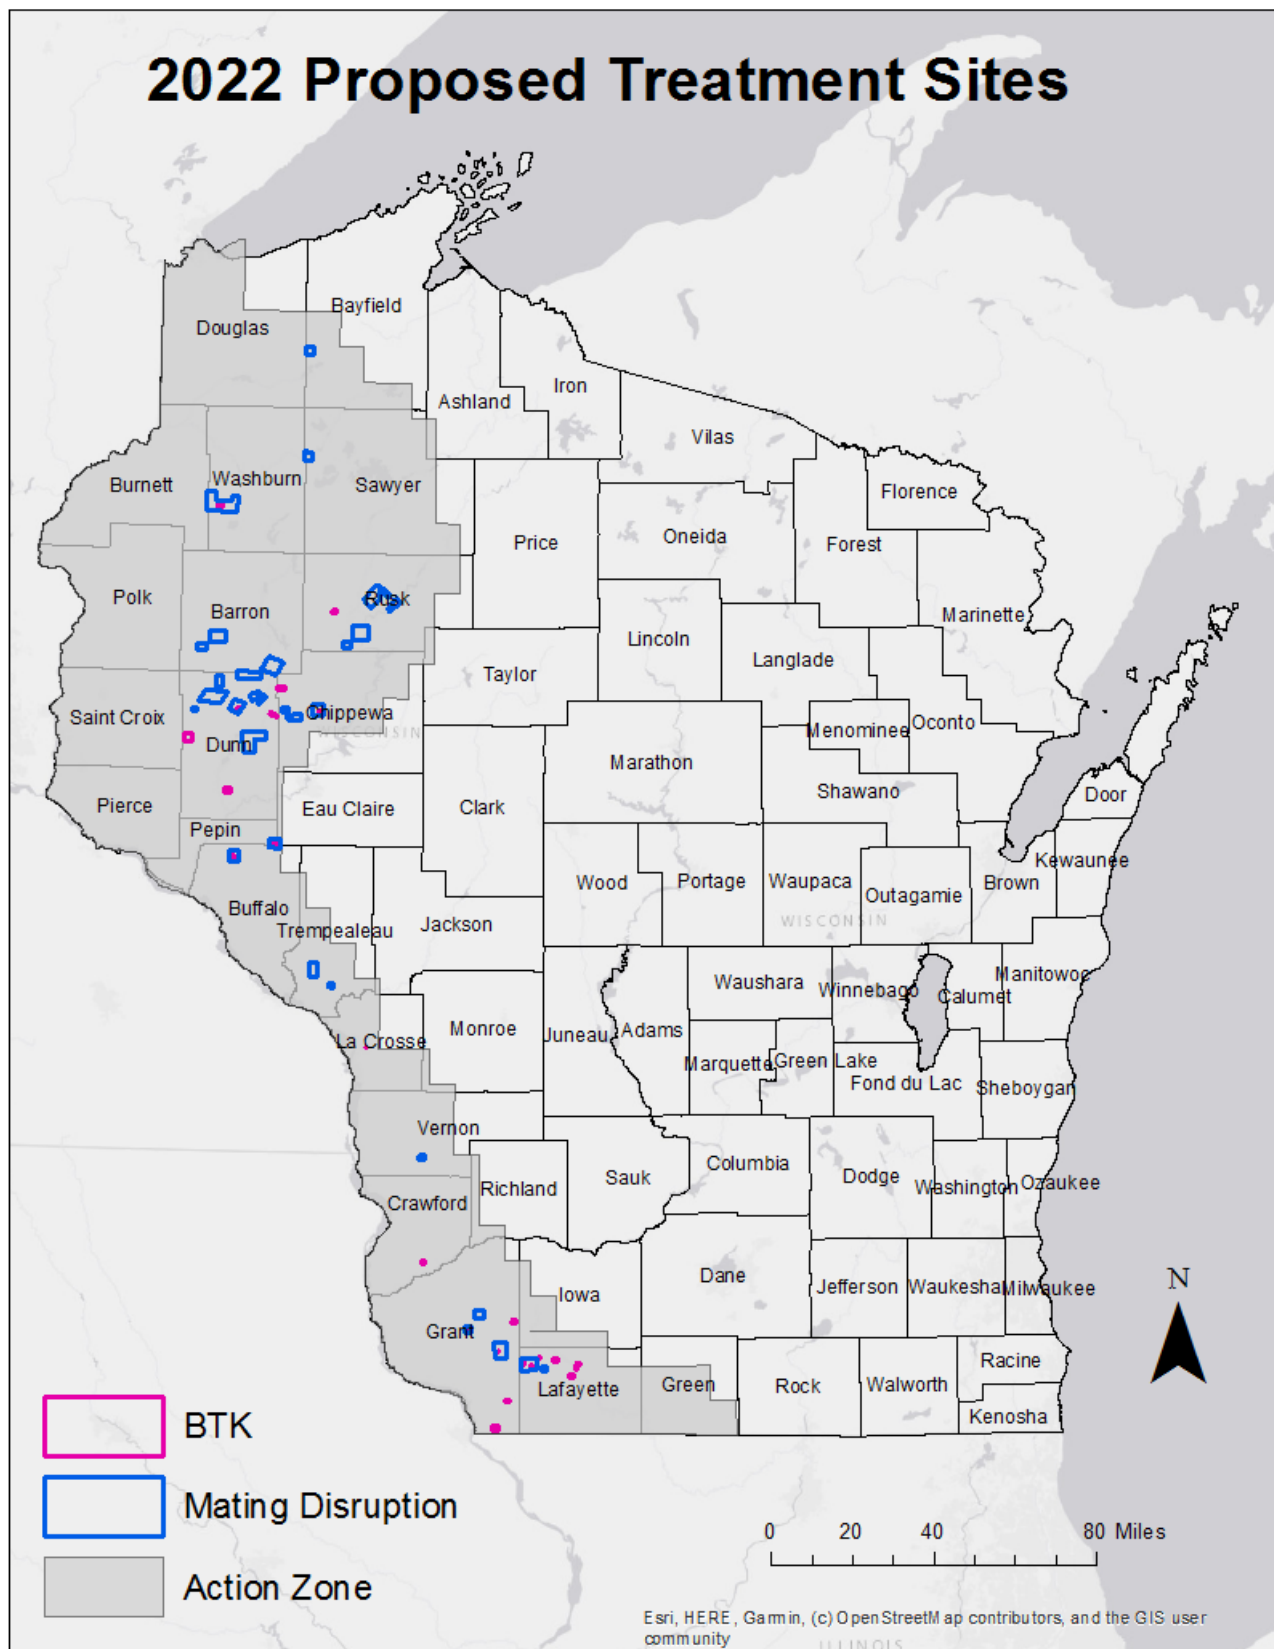 2022 Proposed Treatment Sites
Bayfield
Douglas
Iron
Ashland
Vilas
Washburn
Burnett
Sawyer
Florence
Oneida
Price
Forest
Polk
Rusk
Barron
Marinette
Lincoln
Langlade
Taylor
Chippewa
Saint Croix
Oconto
Menominee
WISCONSIN
Dunn
Marathon
Shawano
Door
Pierce
Eau Claire
Clark
Pepin
Kewaunee
Wood
Portage
Waupaca
Brown
Outagamie
Buffalo
WISCONSIN
Jackson
Trempealeau
Manitowoc
Waushara
Winnebago
Calumet
Monroe
Adams
Juneau
La Crosse
Marquette
Green Lake
Fond du Lac
Sheboygan
Vernon
Columbia
Sauk
Dodge
Richland
Washington
Ozaukee
Crawford
Dane
N
Iowa
Jefferson
Waukesha
Milwaukee
Grant
Racine
Lafayette
Green
Rock
Walworth
Kenosha
BTK
Mating Disruption
Action Zone
0 20 40 80 Miles
Esri, HERE, Garmin, (c) OpenStreetMap contributors, and the GIS user
community
ILLINOIS